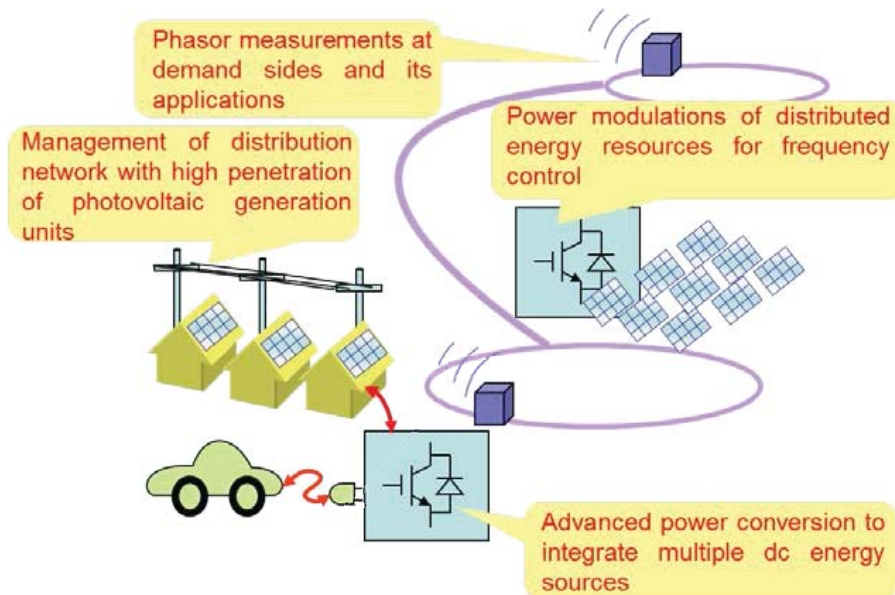 Phasor measurements at
demand sides and its
applications
Management of distribution
network with high penetration
of photovoltaic generation
units
Power modulations of distributed
energy resources for frequency
control
Advanced power conversion to
integrate multiple dc energy
sources